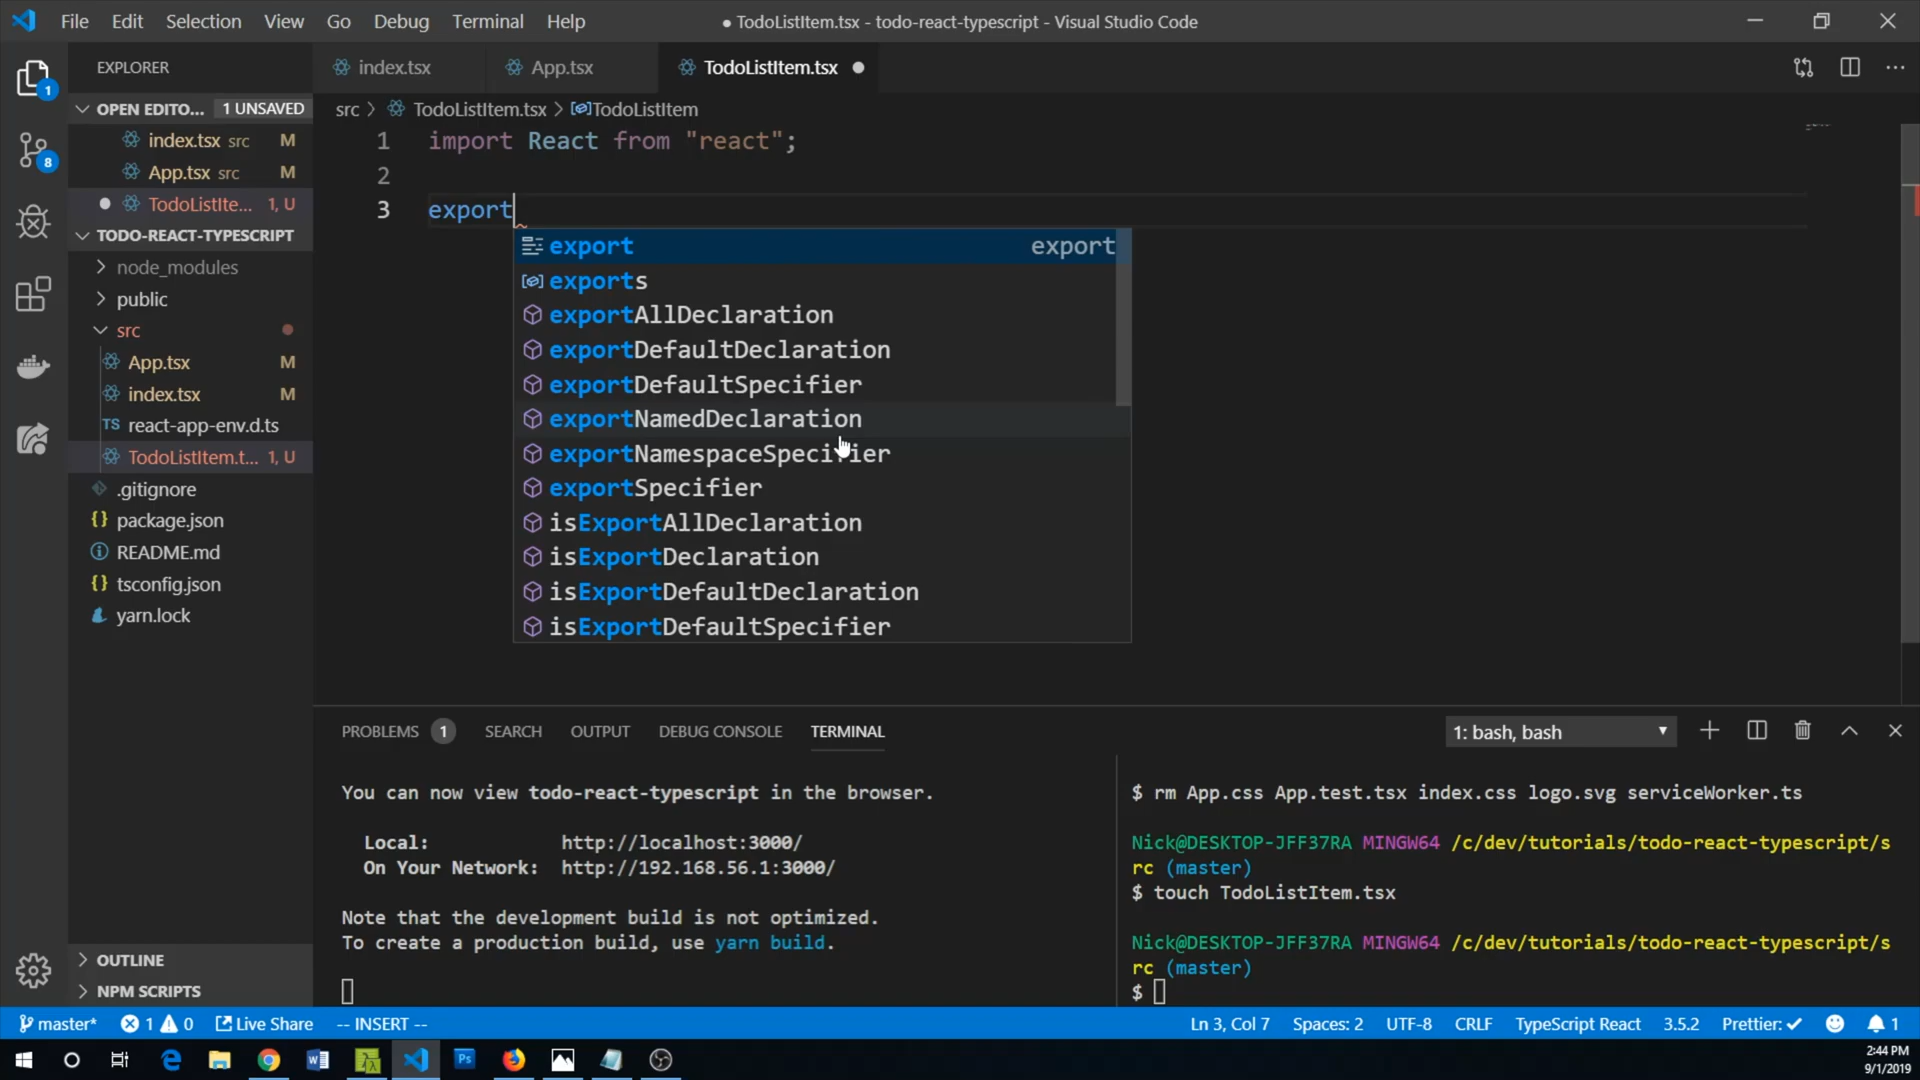 File Edit Selection View Go Debug Terminal Help
● TodoListItem.tsx - todo-react-typescript - Visual Studio Code
EXPLORER
index.tsx
App.tsx
TodoListItem.tsx
OPEN EDITO... 1 UNSAVED
index.tsx src M
App.tsx src M
TodoListIte... 1, U
TODO-REACT-TYPESCRIPT
node_modules
public
src
App.tsx M
index.tsx M
TS react-app-env.d.ts
TodoListItem.t... 1, U
.gitignore
{} package.json
README.md
{} tsconfig.json
yarn.lock
OUTLINE
NPM SCRIPTS
1
8
src > TodoListItem.tsx > TodoListItem
1 import React from "react";
2
3 export
export export
exports
exportAllDeclaration
exportDefaultDeclaration
exportDefaultSpecifier
exportNamedDeclaration
exportNamespaceSpecifier
exportSpecifier
isExportAllDeclaration
isExportDeclaration
isExportDefaultDeclaration
isExportDefaultSpecifier
PROBLEMS 1 SEARCH OUTPUT DEBUG CONSOLE TERMINAL
1: bash, bash
You can now view todo-react-typescript in the browser.
Local: http://localhost:3000/
On Your Network: http://192.168.56.1:3000/
Note that the development build is not optimized.
To create a production build, use yarn build.
$ rm App.css App.test.tsx index.css logo.svg serviceWorker.ts
Nick@DESKTOP-JFF37RA MINGW64 /c/dev/tutorials/todo-react-typescript/s
rc (master)
$ touch TodoListItem.tsx
Nick@DESKTOP-JFF37RA MINGW64 /c/dev/tutorials/todo-react-typescript/s
rc (master)
$
master* 1 0 Live Share -- INSERT --
Ln 3, Col 7 Spaces: 2 UTF-8 CRLF TypeScript React 3.5.2 Prettier: ✓ 1
Ps
2:44 PM
9/1/2019